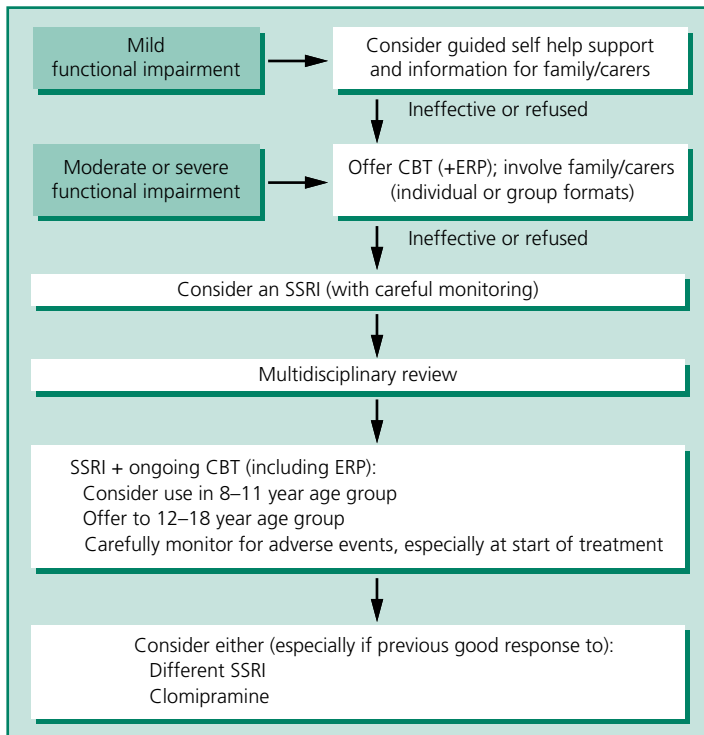 Mild
functional impairment
Consider guided self help support
and information for family/carers
Ineffective or refused
Moderate or severe
functional impairment
Offer CBT (+ERP); involve family/carers
(individual or group formats)
Ineffective or refused
Consider an SSRI (with careful monitoring)
Multidisciplinary review
SSRI + ongoing CBT (including ERP):
Consider use in 8–11 year age group
Offer to 12–18 year age group
Carefully monitor for adverse events, especially at start of treatment
Consider either (especially if previous good response to):
Different SSRI
Clomipramine